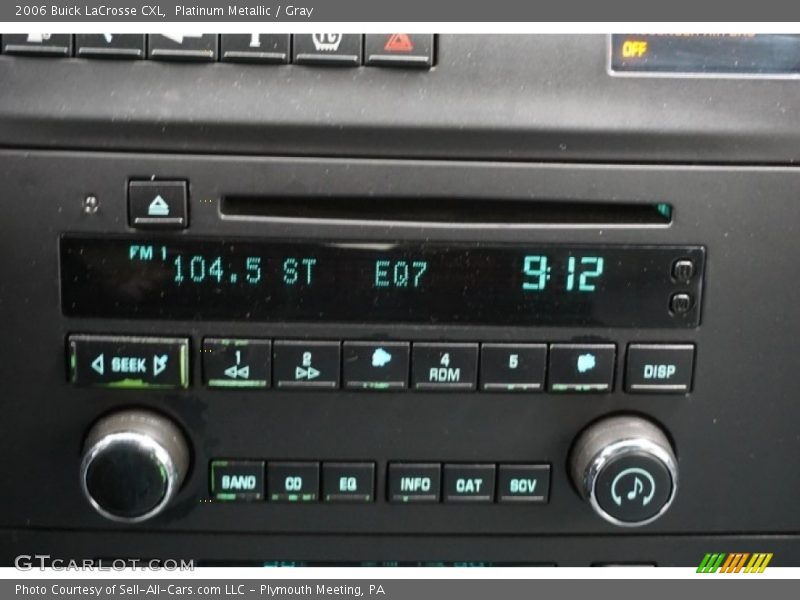 2006 Buick LaCrosse CXL, Platinum Metallic / Gray
OFF
FM 1 104.5 ST EQ7 9:12
H
M
SEEK 1 2 4 RDM 5 DISP
BAND CD EQ INFO CAT SCV
GTCARLOT.COM
Photo Courtesy of Sell-All-Cars.com LLC - Plymouth Meeting, PA